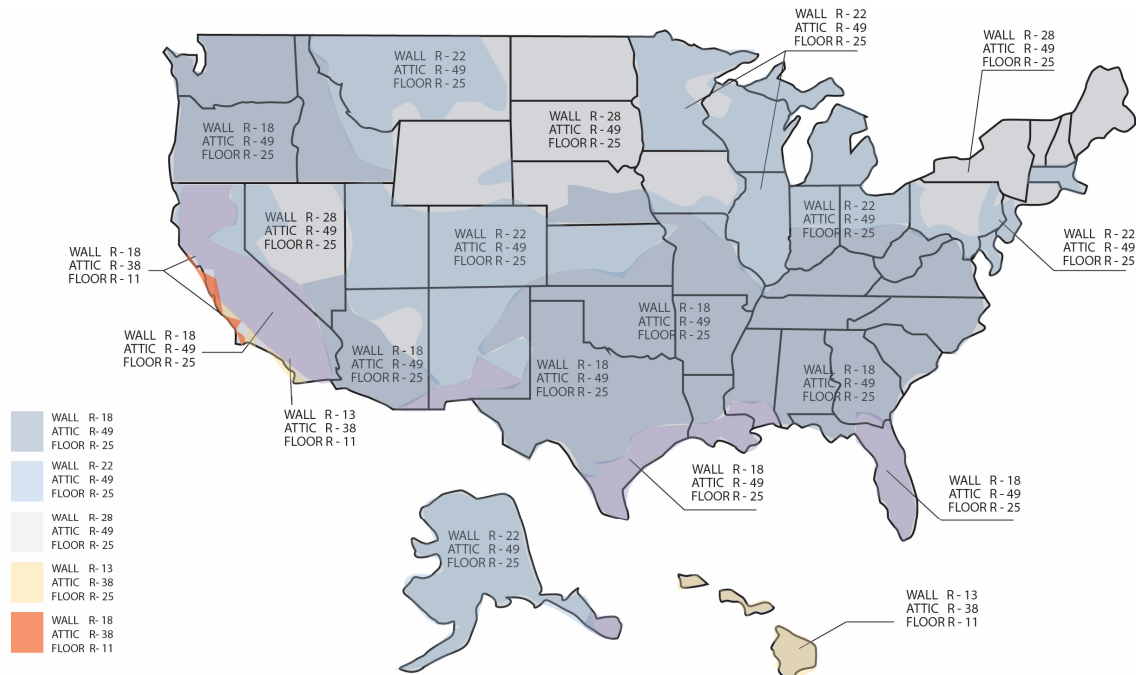 WALL R - 22
ATTIC R - 49
FLOOR R - 25
WALL R - 28
ATTIC R - 49
FLOOR R - 25
WALL R - 22
ATTIC R - 49
FLOOR R - 25
WALL R - 18
ATTIC R - 49
FLOOR R - 25
WALL R - 28
ATTIC R - 49
FLOOR R - 25
WALL R - 28
ATTIC R - 49
FLOOR R - 25
WALL R - 22
ATTIC R - 49
FLOOR R - 25
WALL R - 22
ATTIC R - 49
FLOOR R - 25
WALL R - 22
ATTIC R - 49
FLOOR R - 25
WALL R - 18
ATTIC R - 38
FLOOR R - 11
WALL R - 18
ATTIC R - 49
FLOOR R - 25
WALL R - 18
ATTIC R - 49
FLOOR R - 25
WALL R - 18
ATTIC R - 49
FLOOR R - 25
WALL R - 18
ATTIC R - 49
FLOOR R - 25
WALL R - 18
ATTIC R - 49
FLOOR R - 25
WALL R - 13
ATTIC R - 38
FLOOR R - 11
WALL R - 18
ATTIC R - 49
FLOOR R - 25
WALL R - 18
ATTIC R - 49
FLOOR R - 25
WALL R - 22
ATTIC R - 49
FLOOR R - 25
WALL R - 13
ATTIC R - 38
FLOOR R - 11
WALL R - 18
ATTIC R - 49
FLOOR R - 25
WALL R - 22
ATTIC R - 49
FLOOR R - 25
WALL R - 28
ATTIC R - 49
FLOOR R - 25
WALL R - 13
ATTIC R - 38
FLOOR R - 25
WALL R - 18
ATTIC R - 38
FLOOR R - 11